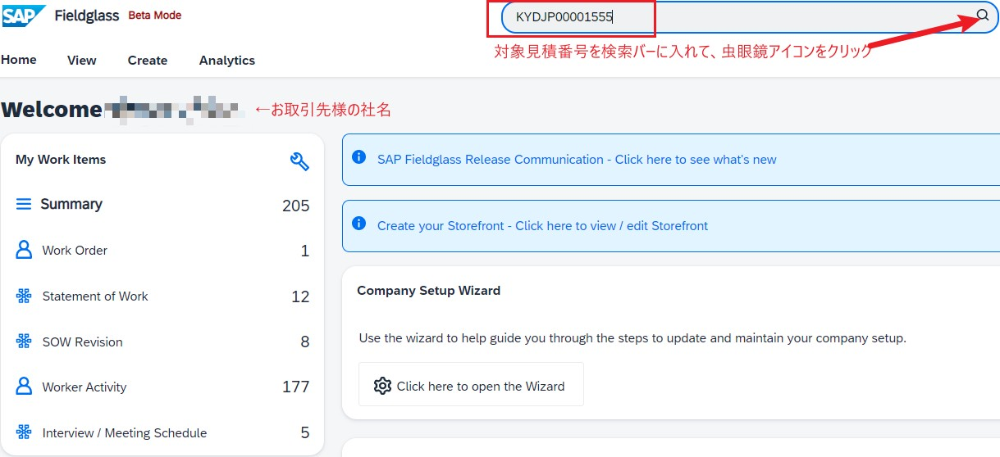 SAP Fieldglass Beta Mode
KYDJP00001555
対象見積番号を検索バーに入れて、虫眼鏡アイコンをクリック
Home View Create Analytics
Welcome
←お取引先様の社名
My Work Items
Summary 205
Work Order 1
Statement of Work 12
SOW Revision 8
Worker Activity 177
Interview / Meeting Schedule 5
SAP Fieldglass Release Communication - Click here to see what's new
Create your Storefront - Click here to view / edit Storefront
Company Setup Wizard
Use the wizard to help guide you through the steps to update and maintain your company setup.
Click here to open the Wizard